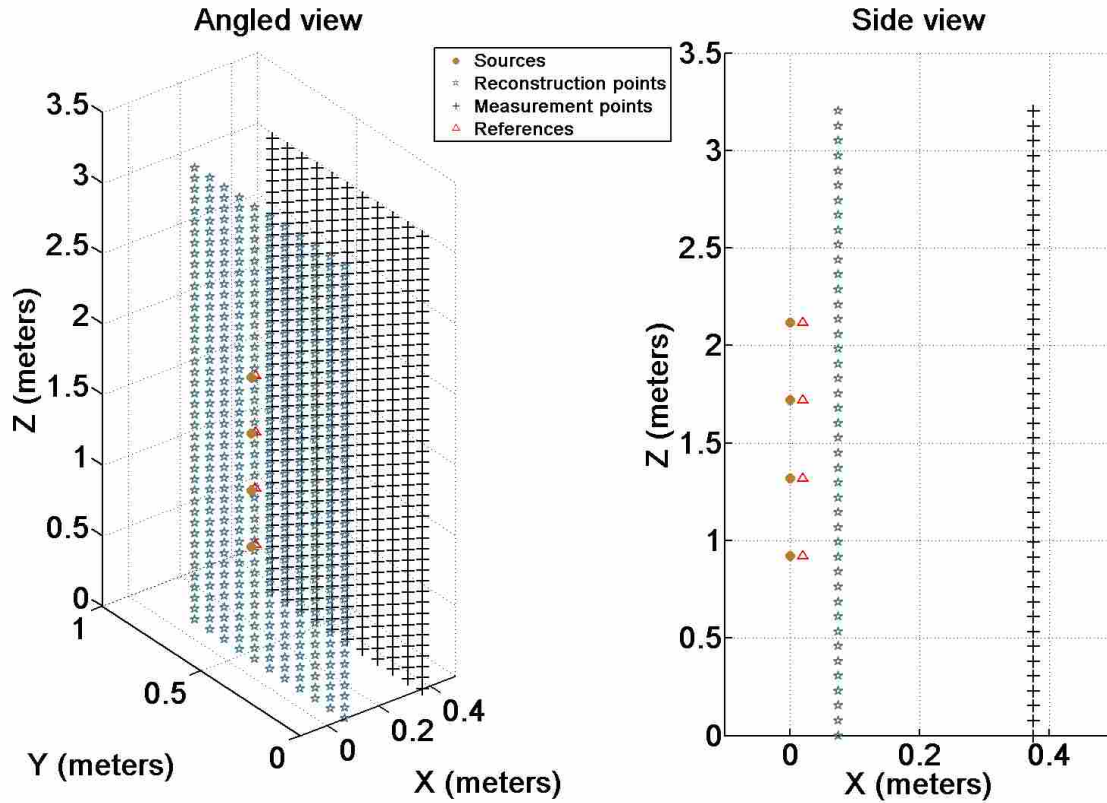 Angled view
Side view
Sources
Reconstruction points
Measurement points
References
3.5
3
2.5
2
1.5
1
0.5
0
Z (meters)
1
0.5
0
Y (meters)
0
0.2
0.4
X (meters)
3.5
3
2.5
2
1.5
1
0.5
0
Z (meters)
0
0.2
0.4
X (meters)